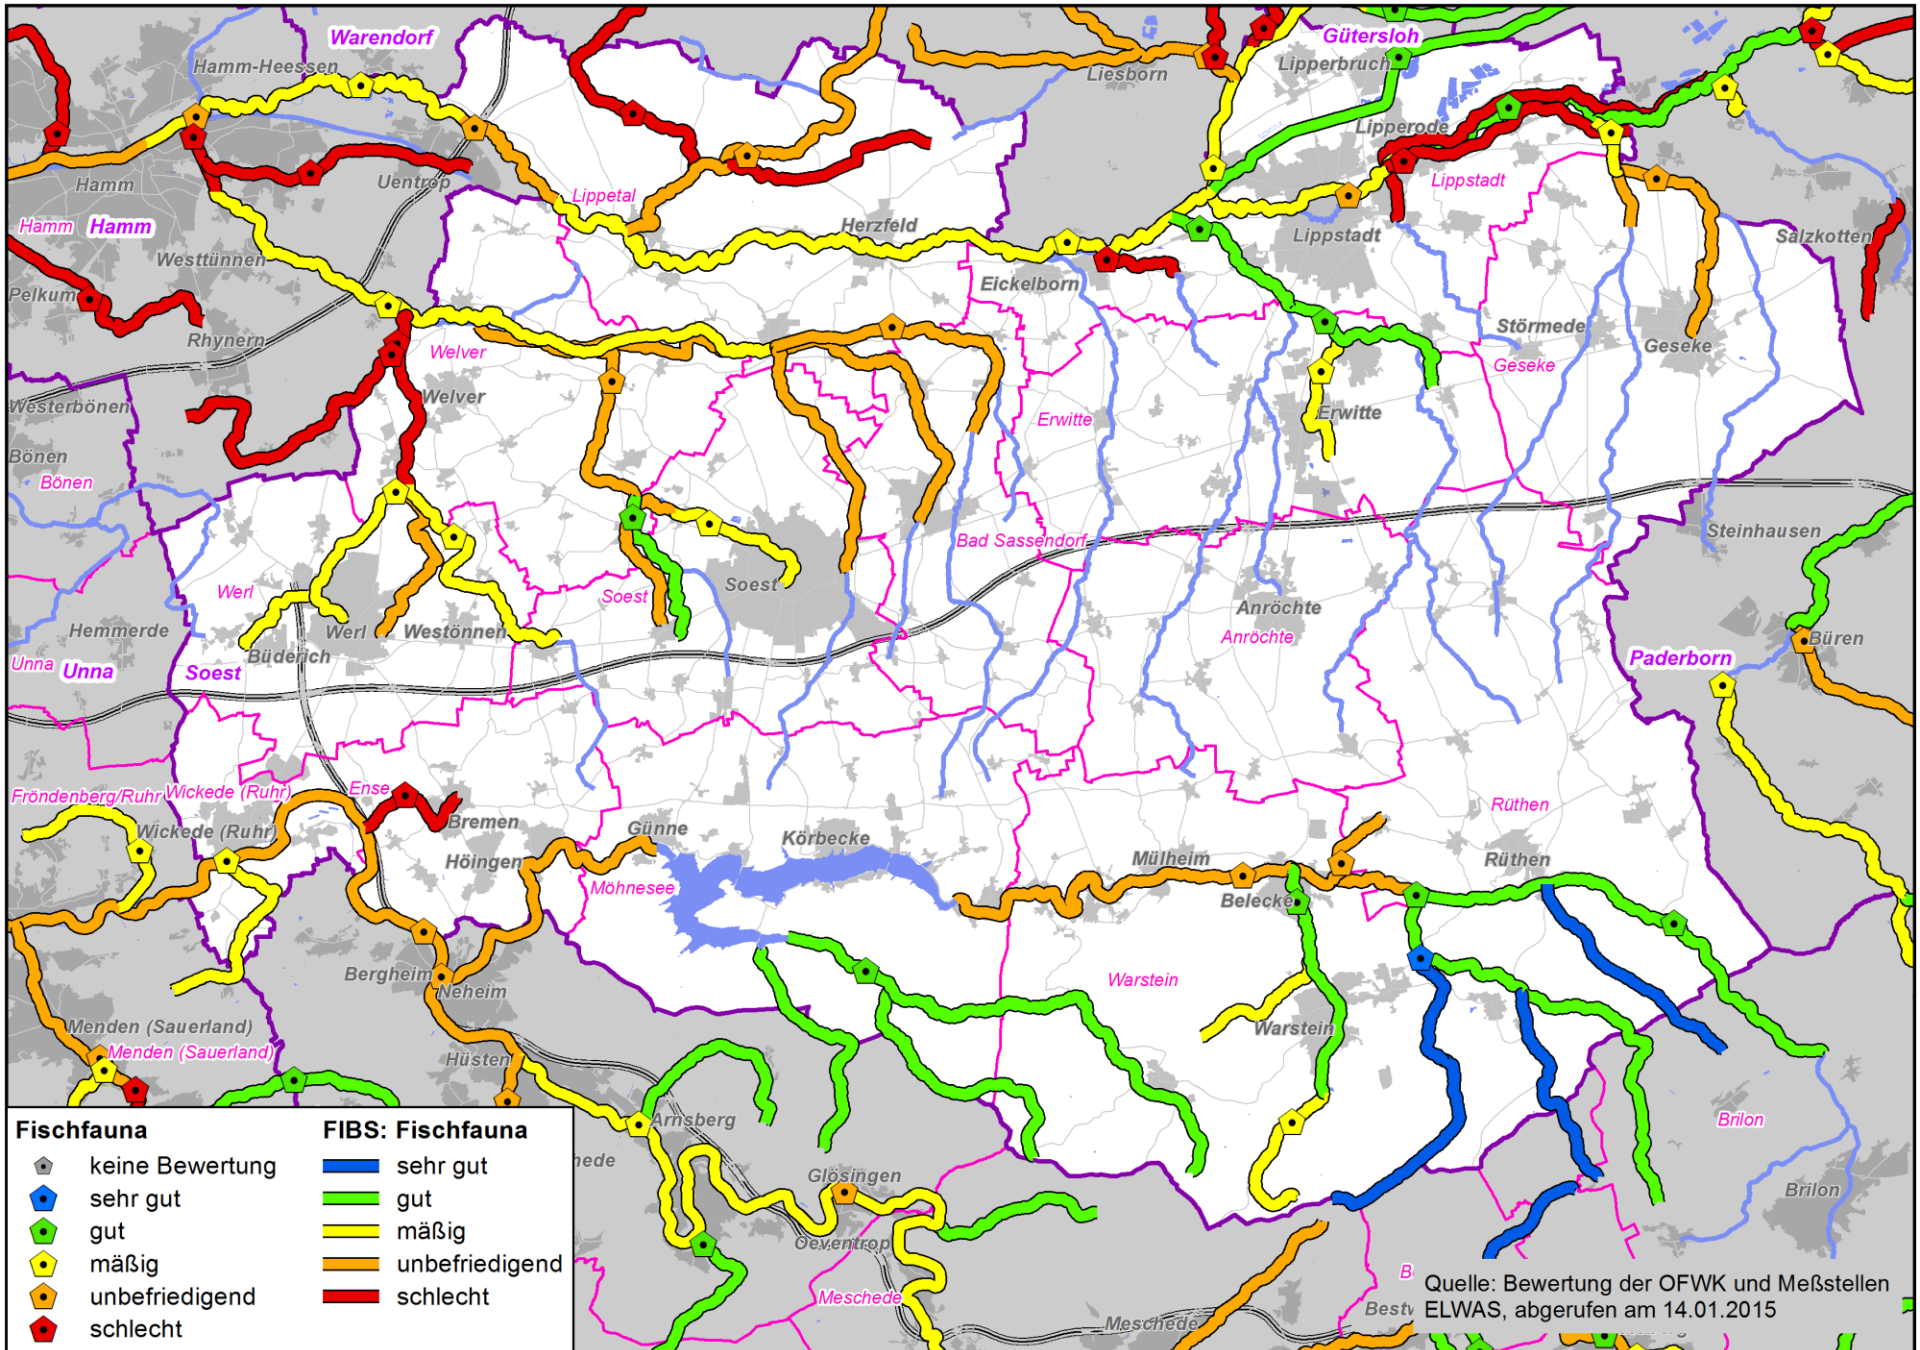 Warendorf
Gütersloh
Hamm-Heessen
Lipperbruch
Liesborn
Lipperode
Hamm
Uentrop
Lippetal
Lippstadt
Hamm
Hamm
Herzfeld
Lippstadt
Salzkotten
Westtünnen
Eickelborn
Pelkum
Störmede
Rhynern
Welver
Geseke
Geseke
Westerbönen
Welver
Erwitte
Erwitte
Bönen
Bönen
Steinhausen
Bad Sassendorf
Soest
Werl
Soest
Anröchte
Hemmerde
Werl
Westönnen
Anröchte
Büren
Büderich
Unna
Unna
Soest
Paderborn
Fröndenberg/Ruhr
Wickede (Ruhr)
Ense
Rüthen
Wickede (Ruhr)
Bremen
Günne
Körbecke
Höingen
Mülheim
Rüthen
Möhnesee
Belecke
Bergheim
Neheim
Warstein
Menden (Sauerland)
Menden (Sauerland)
Hüsten
Warstein
Arnsberg
Brilon
hede
Glösingen
Brilon
Oeventrop
Meschede
Meschede
B
Bestw
Fischfauna
keine Bewertung
sehr gut
gut
mäßig
unbefriedigend
schlecht
FIBS: Fischfauna
sehr gut
gut
mäßig
unbefriedigend
schlecht
Quelle: Bewertung der OFWK und Meßstellen
ELWAS, abgerufen am 14.01.2015